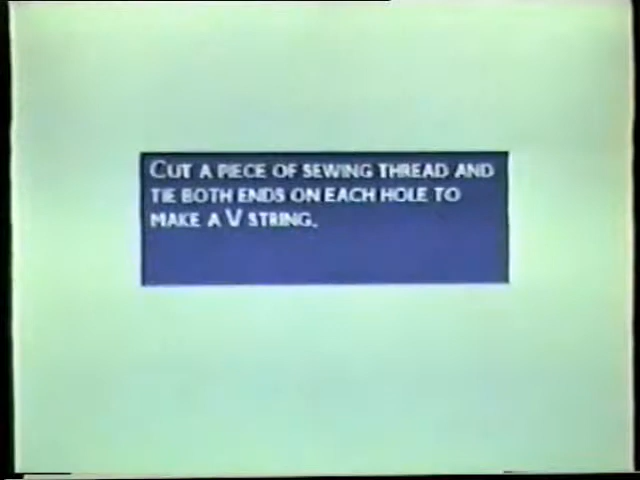 CUT A PIECE OF SEWING THREAD AND
TIE BOTH ENDS ON EACH HOLE TO
MAKE A V STRING.